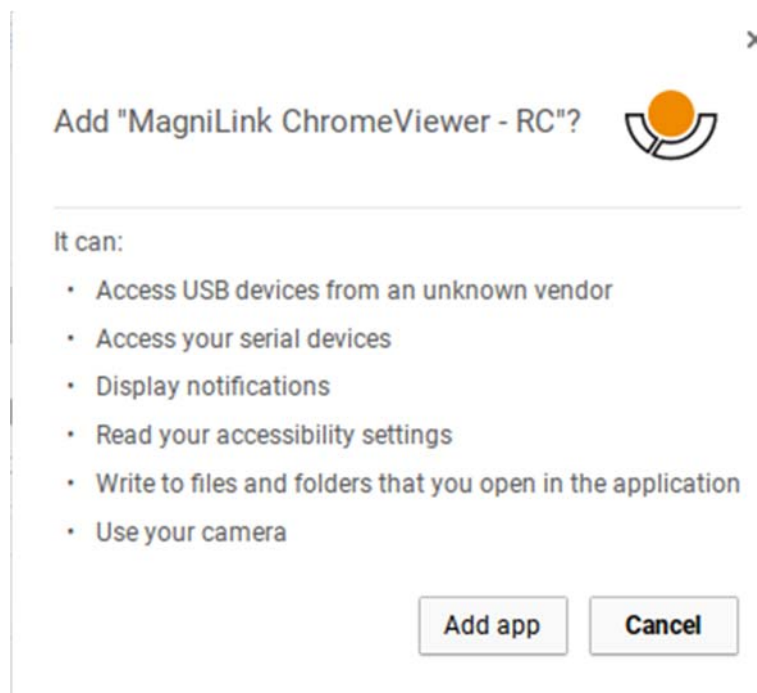 Add "MagniLink ChromeViewer - RC"?
It can:
• Access USB devices from an unknown vendor
• Access your serial devices
• Display notifications
• Read your accessibility settings
• Write to files and folders that you open in the application
• Use your camera
Add app Cancel